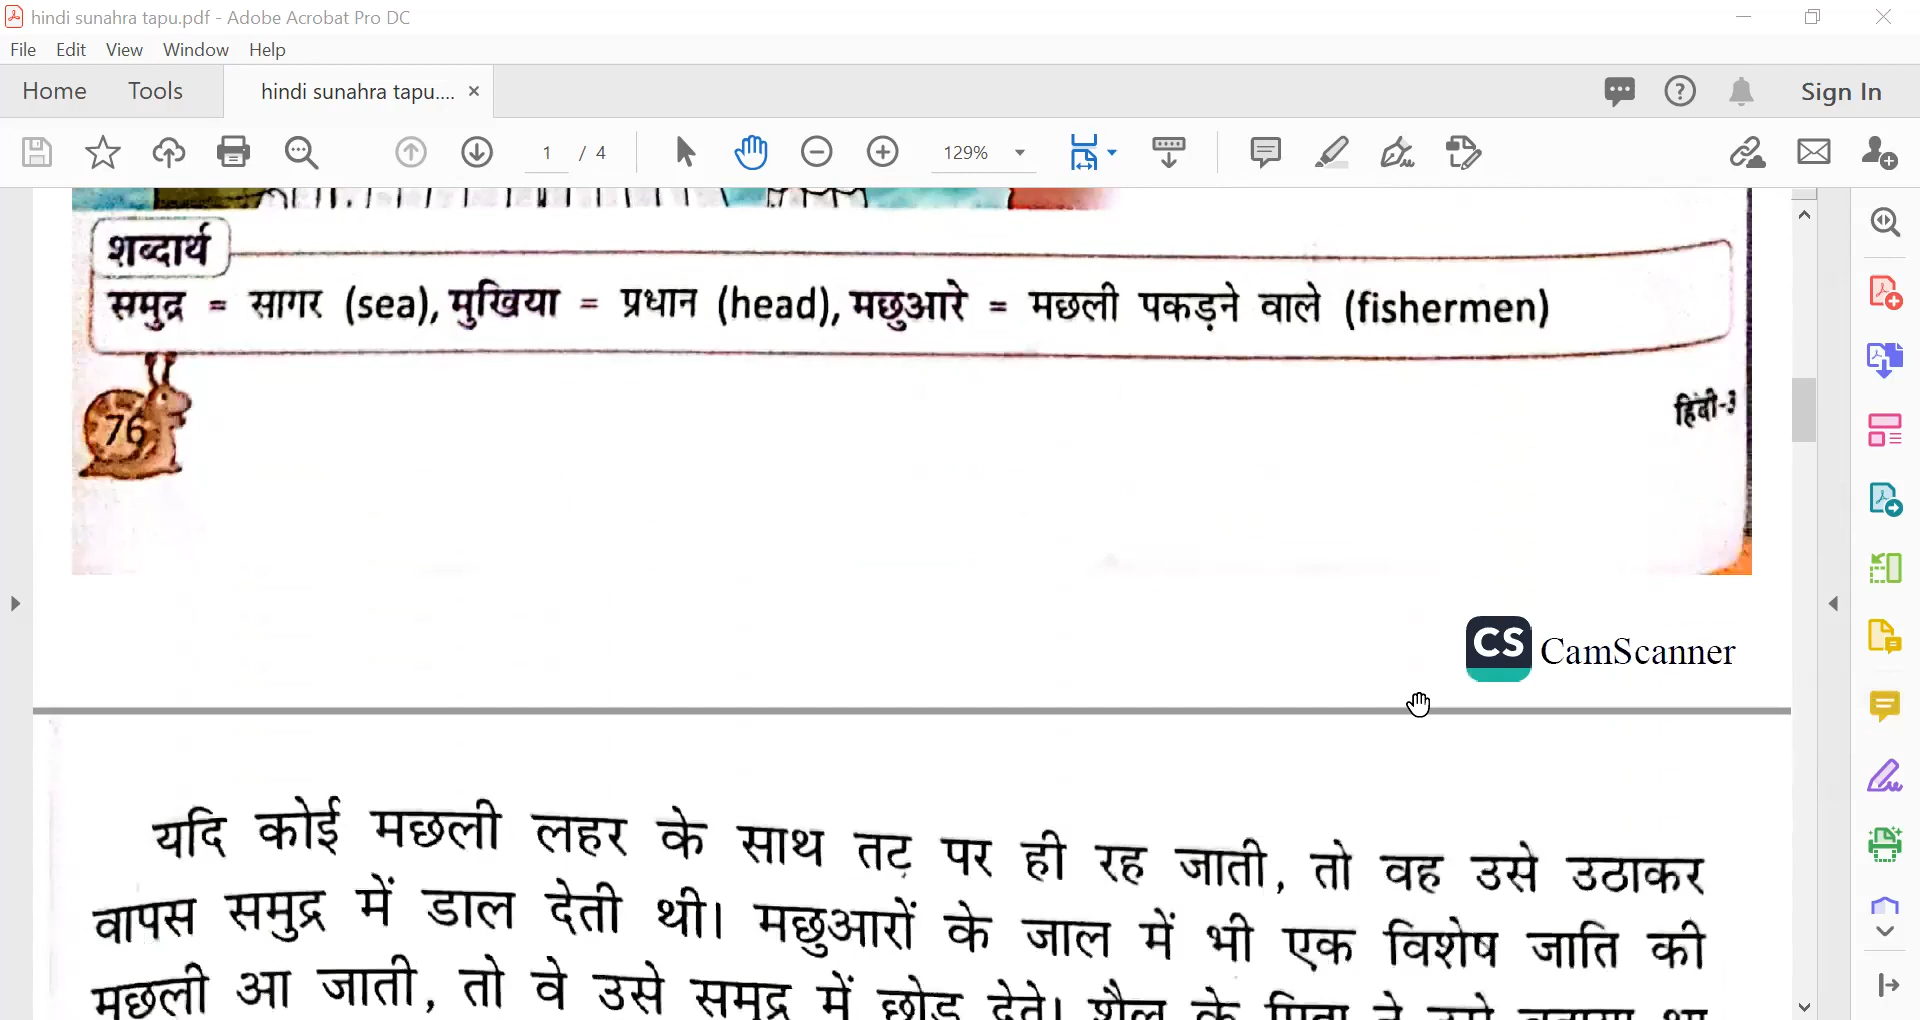 hindi sunahra tapu.pdf - Adobe Acrobat Pro DC
File Edit View Window Help
Home Tools hindi sunahra tapu.... × Sign In
1 / 4 129%
शब्दार्थ
समुद्र = सागर (sea), मुखिया = प्रधान (head), मछुआरे = मछली पकड़ने वाले (fishermen)
76
हिंदी-3
CS CamScanner
यदि कोई मछली लहर के साथ तट पर ही रह जाती, तो वह उसे उठाकर
वापस समुद्र में डाल देती थी। मछुआरों के जाल में भी एक विशेष जाति की
मछली आ जाती, तो वे उसे समुद्र में छोड़ देते। शैल के पिता ने उसे